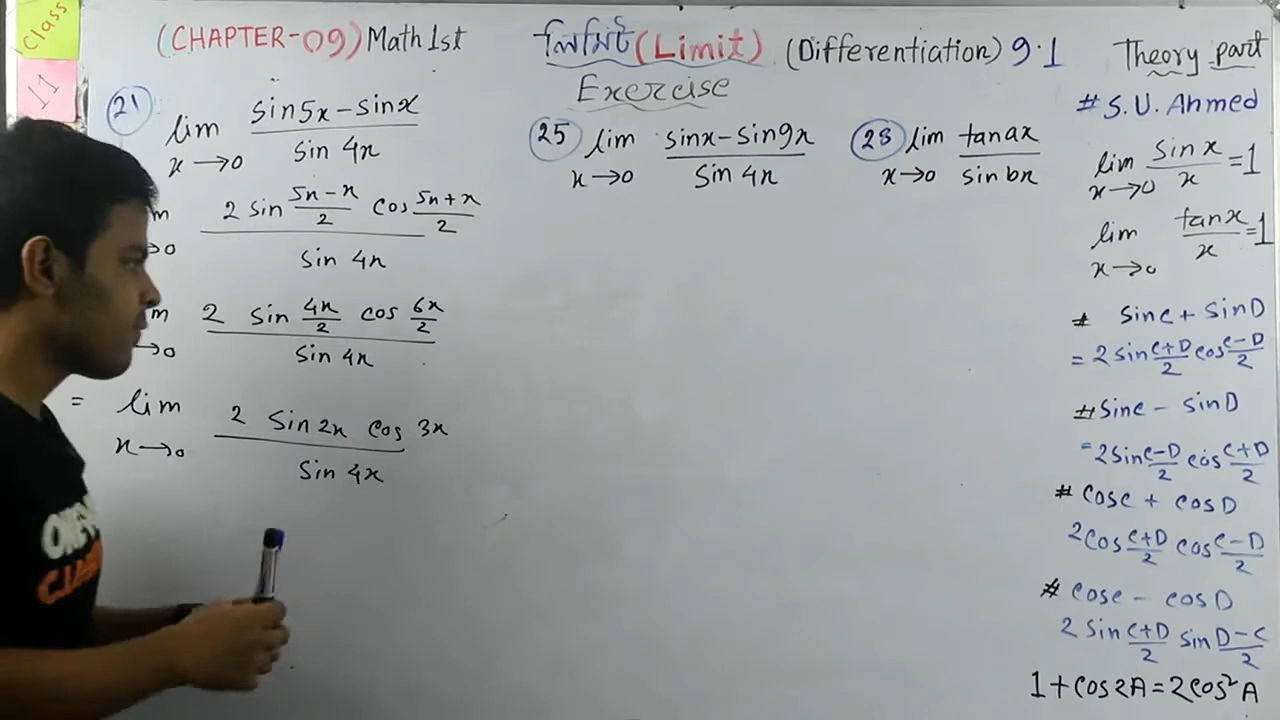 Class
11
(CHAPTER-09) Math 1st লিমিট (Limit) (Differentiation) 9.1
Exercise
21 lim x→0 (sin5x - sinx)/(sin 4x)
m →0 (2 sin (5x-x)/2 cos (5x+x)/2)/(sin 4x)
m →0 (2 sin 4x/2 cos 6x/2)/(sin 4x)
= lim x→0 (2 sin 2x cos 3x)/(sin 4x)
25 lim x→0 (sinx - sin9x)/(sin 4x)
28 lim x→0 (tan ax)/(sin bx)
Theory part
# S.U. Ahmed
lim x→0 (sin x)/x = 1
lim x→0 (tan x)/x = 1
# sinC + sinD
= 2 sin (C+D)/2 cos (C-D)/2
# sinC - sinD
= 2 sin (C-D)/2 cos (C+D)/2
# cosC + cosD
2 cos (C+D)/2 cos (C-D)/2
# cosC - cosD
2 sin (C+D)/2 sin (D-C)/2
1 + cos2A = 2cos² A